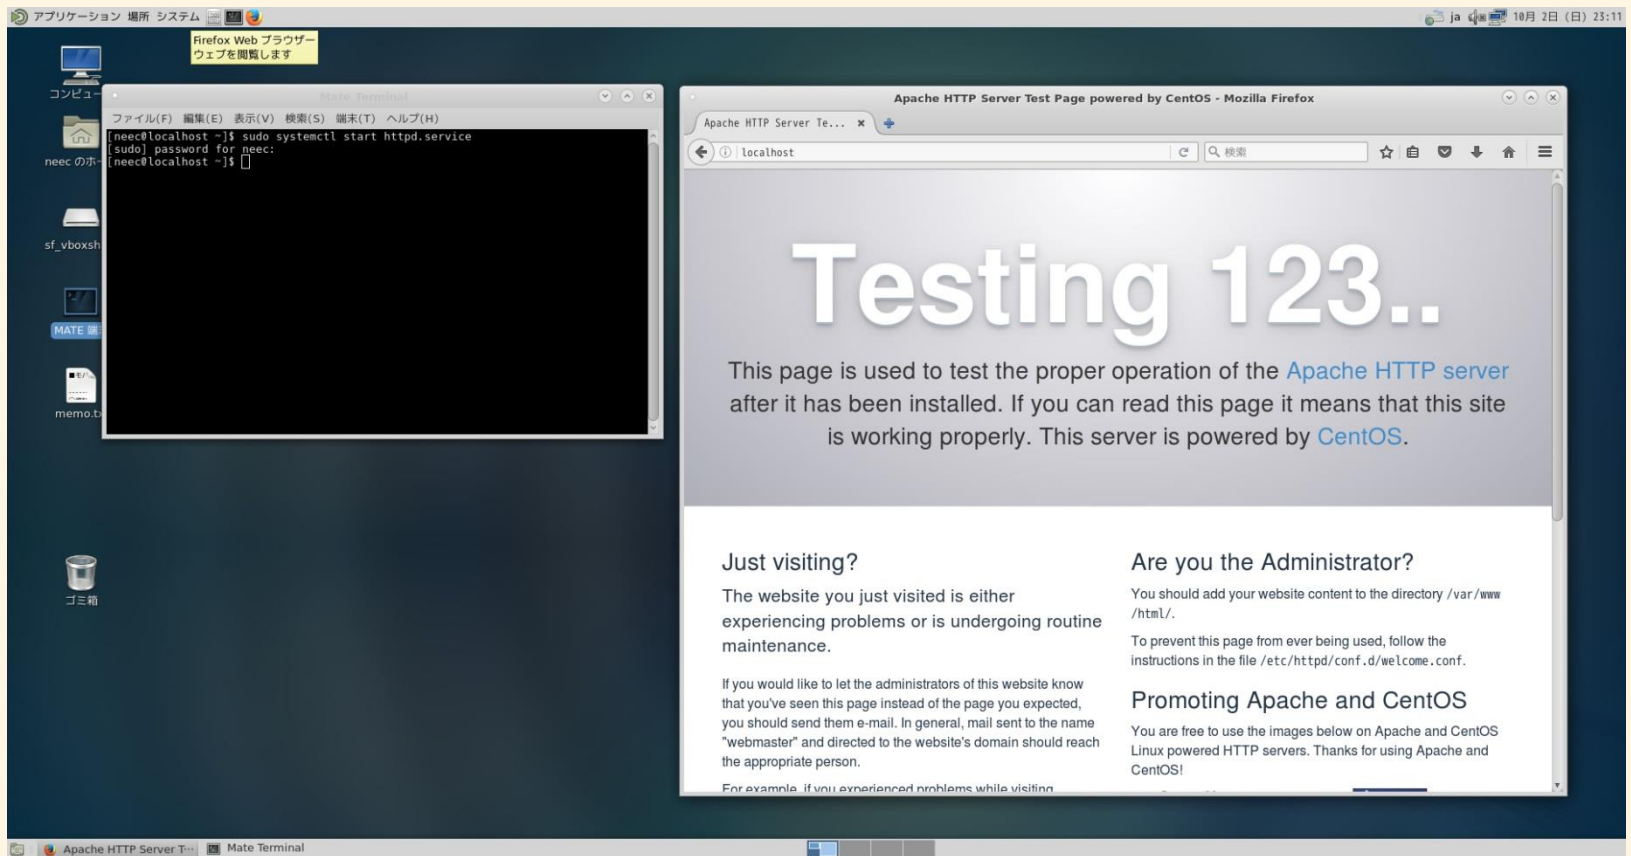 アプリケーション 場所 システム
ja
10月 2日 (日) 23:11
Firefox Web ブラウザー
ウェブを閲覧します
コンピュー
neec のホー
sf_vboxsh
MATE 端
memo.tx
ゴミ箱
Mate Terminal
ファイル(F) 編集(E) 表示(V) 検索(S) 端末(T) ヘルプ(H)
[neec@localhost ~]$ sudo systemctl start httpd.service
[sudo] password for neec:
[neec@localhost ~]$
Apache HTTP Server Test Page powered by CentOS - Mozilla Firefox
Apache HTTP Server Te...
localhost
検索
Testing 123..
This page is used to test the proper operation of the Apache HTTP server
after it has been installed. If you can read this page it means that this site
is working properly. This server is powered by CentOS.
Just visiting?
The website you just visited is either
experiencing problems or is undergoing routine
maintenance.
If you would like to let the administrators of this website know
that you've seen this page instead of the page you expected,
you should send them e-mail. In general, mail sent to the name
"webmaster" and directed to the website's domain should reach
the appropriate person.
For example, if you experienced problems while visiting
Are you the Administrator?
You should add your website content to the directory /var/www
/html/.
To prevent this page from ever being used, follow the
instructions in the file /etc/httpd/conf.d/welcome.conf.
Promoting Apache and CentOS
You are free to use the images below on Apache and CentOS
Linux powered HTTP servers. Thanks for using Apache and
CentOS!
Apache HTTP Server T…
Mate Terminal